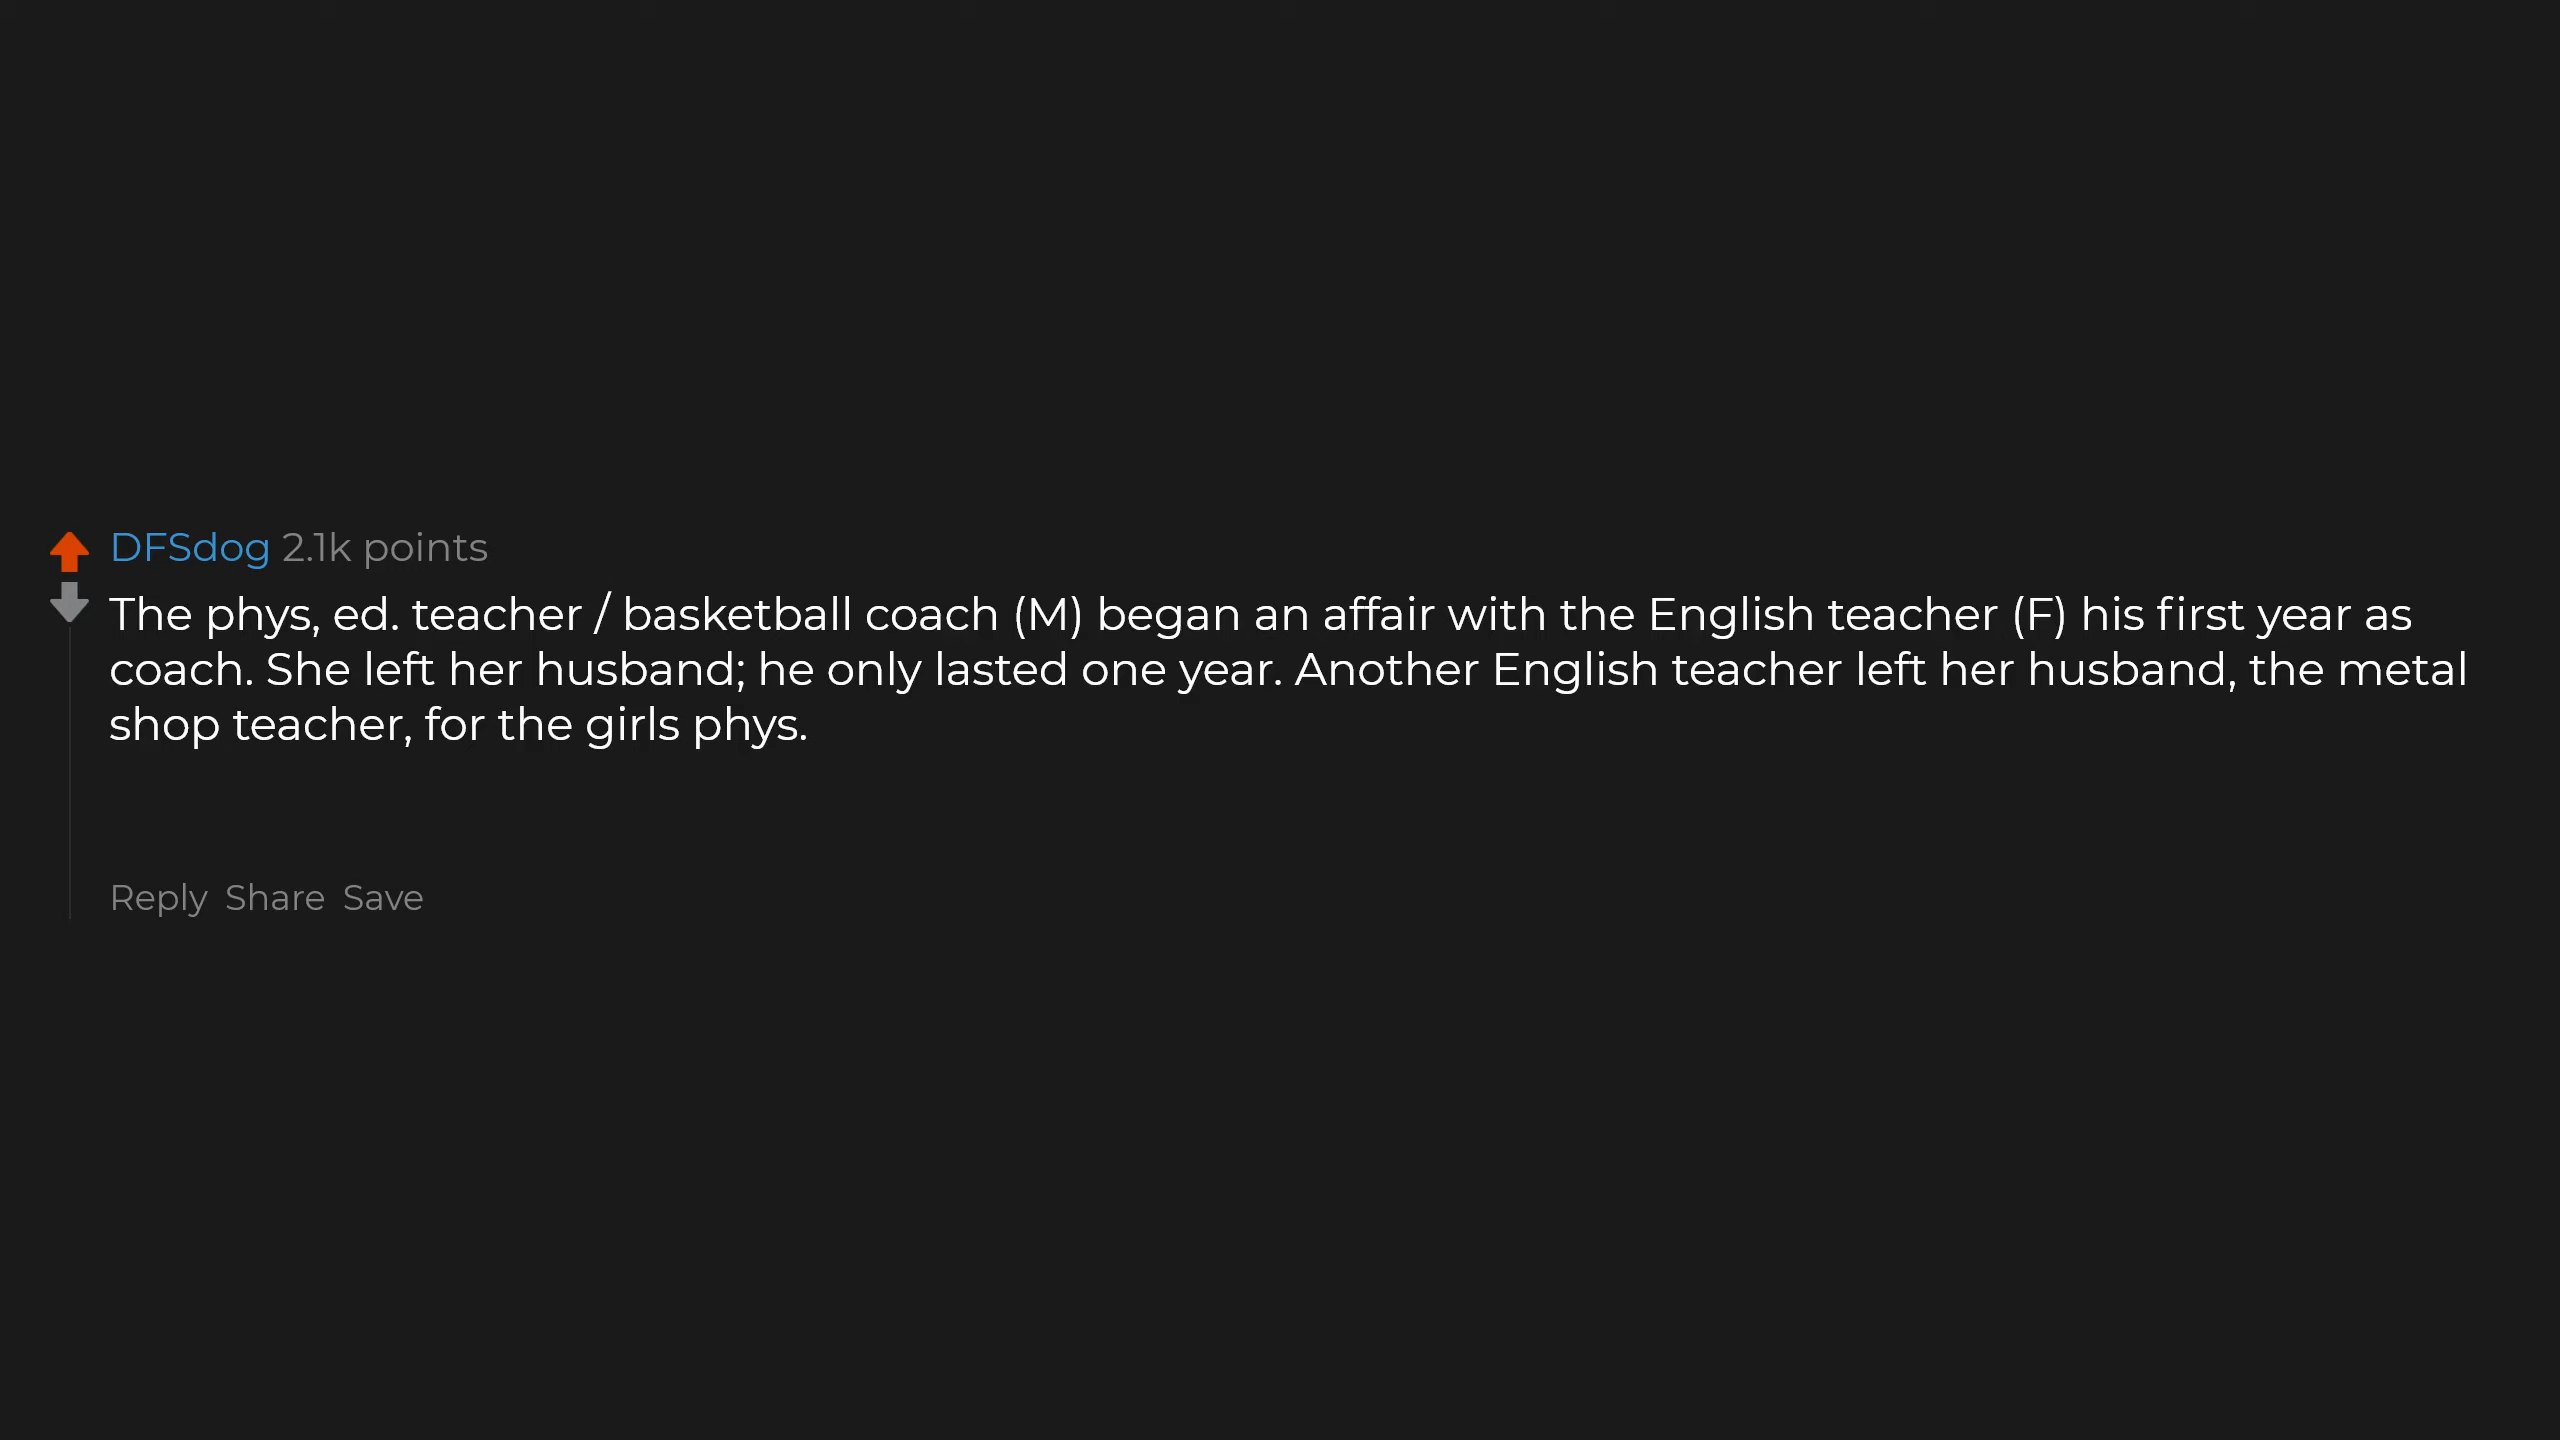 DFSdog 2.1k points
The phys, ed. teacher / basketball coach (M) began an affair with the English teacher (F) his first year as
coach. She left her husband; he only lasted one year. Another English teacher left her husband, the metal
shop teacher, for the girls phys.
Reply Share Save